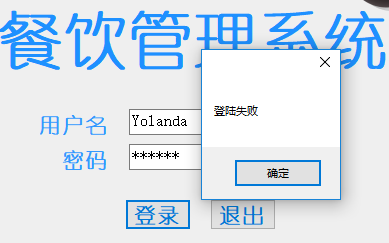 餐饮管理系统
用户名 Yolanda
密码 ******
登陆失败
确定
登录 退出